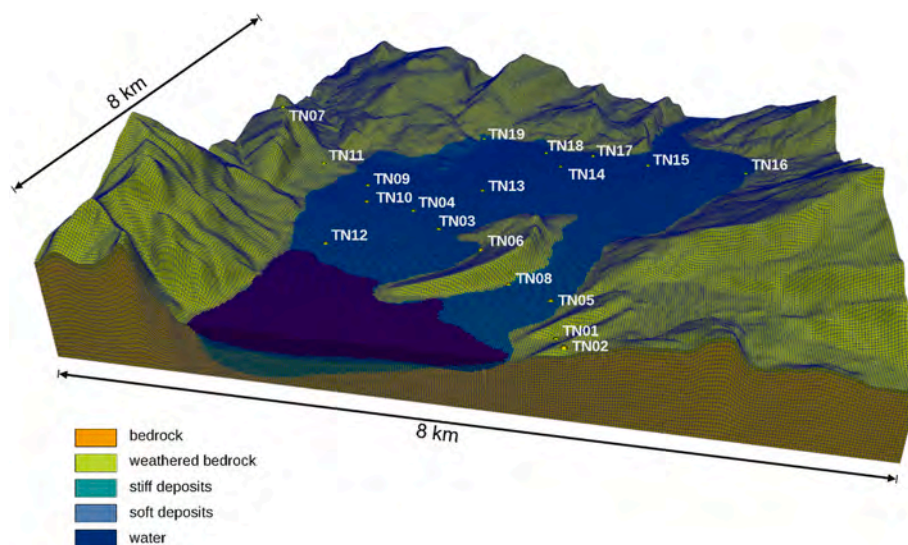 8 km
TN07
TN19
TN11
TN18
TN17
TN15
TN16
TN14
TN09
TN13
TN10
TN04
TN03
TN12
TN06
TN08
TN05
TN01
TN02
8 km
bedrock
weathered bedrock
stiff deposits
soft deposits
water